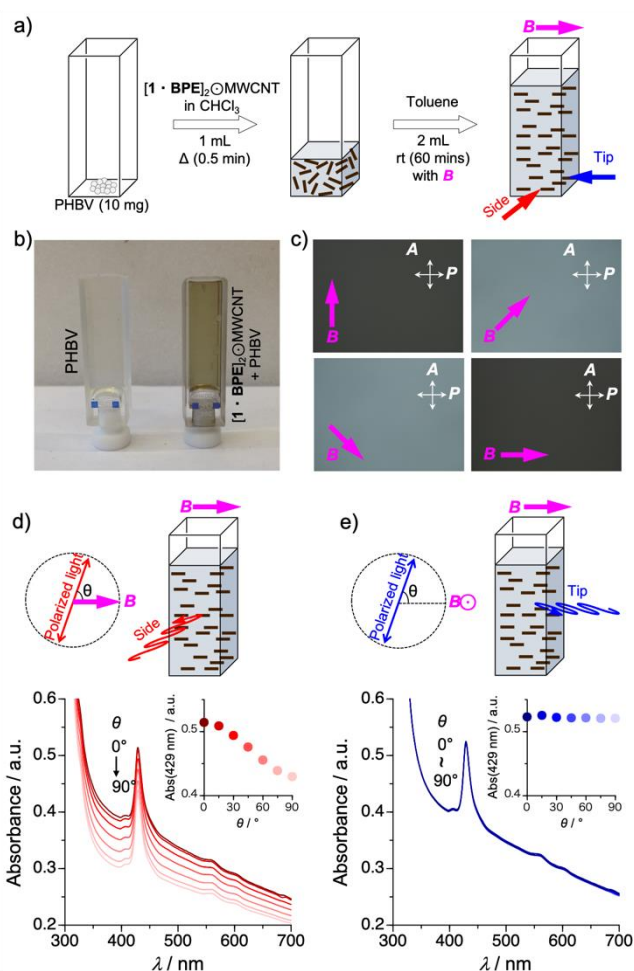 a)
[1・BPE]₂⊙MWCNT
in CHCl₃
1 mL
Δ (0.5 min)
PHBV (10 mg)
Toluene
2 mL
rt (60 mins)
with B
B
Tip
Side
b)
PHBV
[1・BPE]₂⊙MWCNT
+ PHBV
c)
A
P
B
A
P
B
A
P
B
A
P
B
d)
B
Polarized light
θ
B
Side
e)
B
Polarized light
θ
B⊙
Tip
0.6
0.5
0.4
0.3
0.2
Absorbance / a.u.
θ
0°
90°
Abs(429 nm) / a.u.
0.5
0.4
0 30 60 90
θ / °
300 400 500 600 700
λ / nm
0.6
0.5
0.4
0.3
0.2
Absorbance / a.u.
θ
0°
≀
90°
Abs(429 nm) / a.u.
0.5
0.4
0 30 60 90
θ / °
300 400 500 600 700
λ / nm